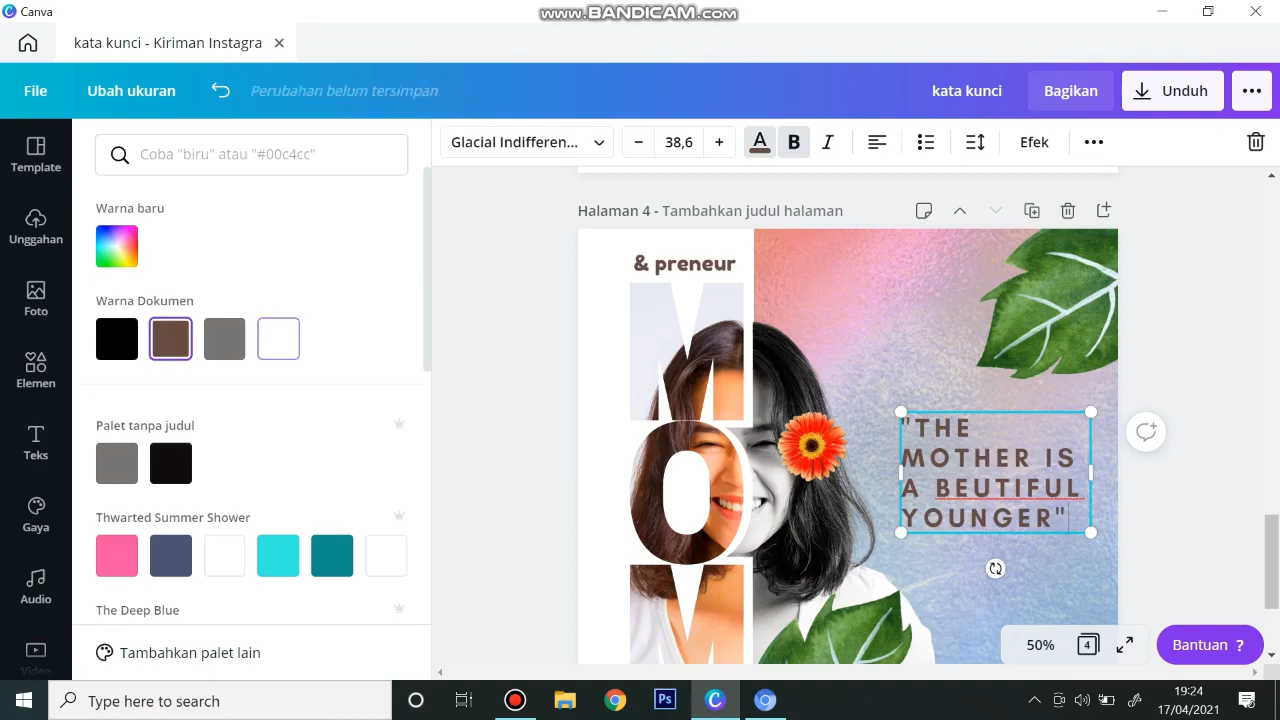 Canva
www.BANDICAM.com
kata kunci - Kiriman Instagra
File
Ubah ukuran
Perubahan belum tersimpan
kata kunci
Bagikan
Unduh
Template
Unggahan
Foto
Elemen
Teks
Gaya
Audio
Video
Coba "biru" atau "#00c4cc"
Warna baru
Warna Dokumen
Palet tanpa judul
Thwarted Summer Shower
The Deep Blue
Tambahkan palet lain
Glacial Indifferen...
38,6
A
B
I
Efek
Halaman 4 - Tambahkan judul halaman
& preneur
M
O
M
"THE
MOTHER IS
A BEUTIFUL
YOUNGER"
50%
4
Bantuan ?
Type here to search
Ps
19:24
17/04/2021